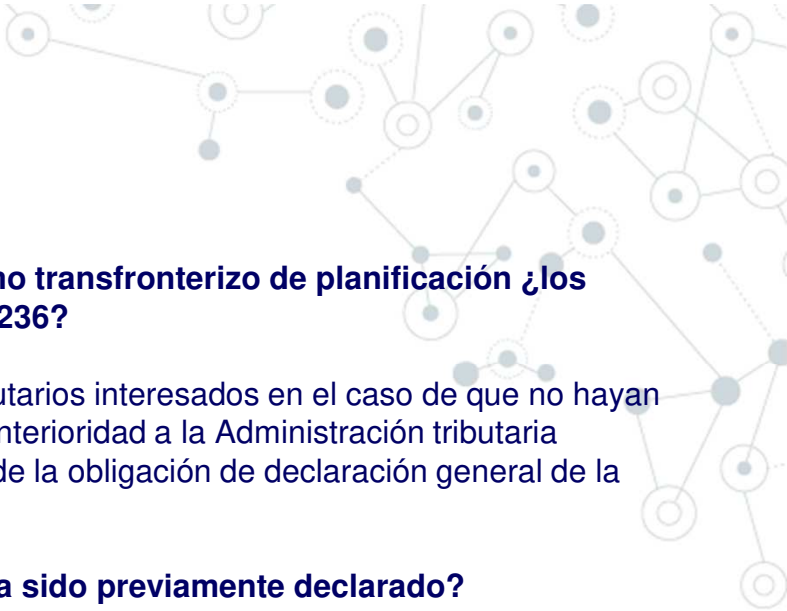 no transfronterizo de planificación ¿los
236?
utarios interesados en el caso de que no hayan
nterioridad a la Administración tributaria
de la obligación de declaración general de la
a sido previamente declarado?